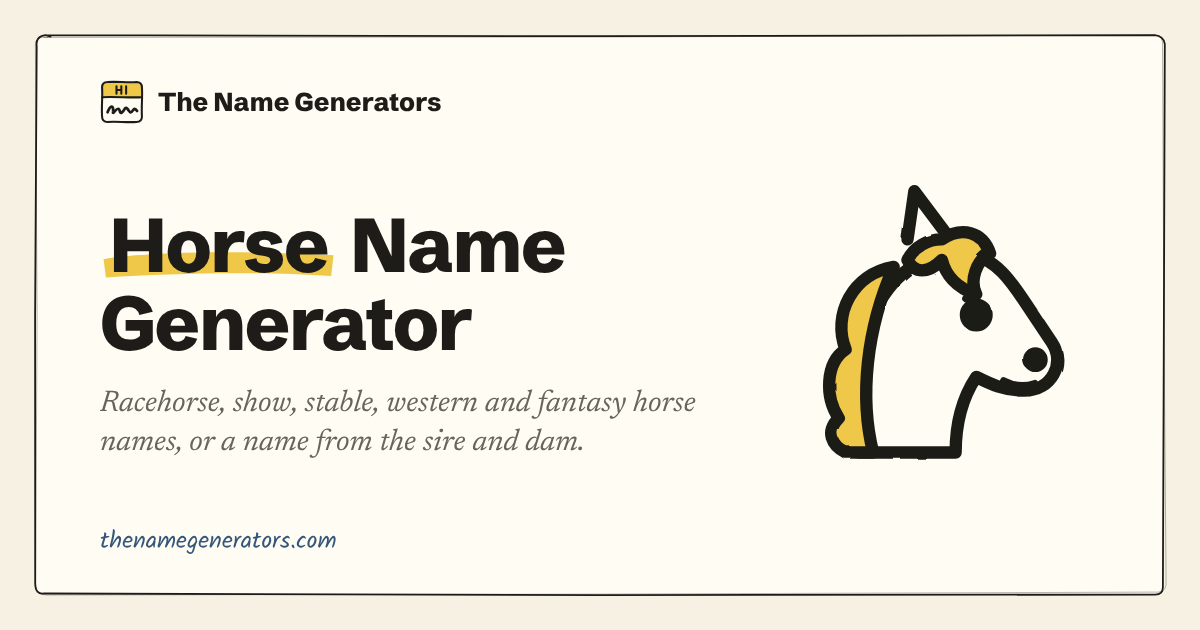 HI
The Name Generators
Horse Name
Generator
Racehorse, show, stable, western and fantasy horse
names, or a name from the sire and dam.
thenamegenerators.com